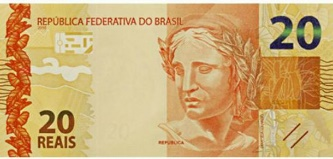 REPÚBLICA FEDERATIVA DO BRASIL
20
20
REAIS
REPÚBLICA